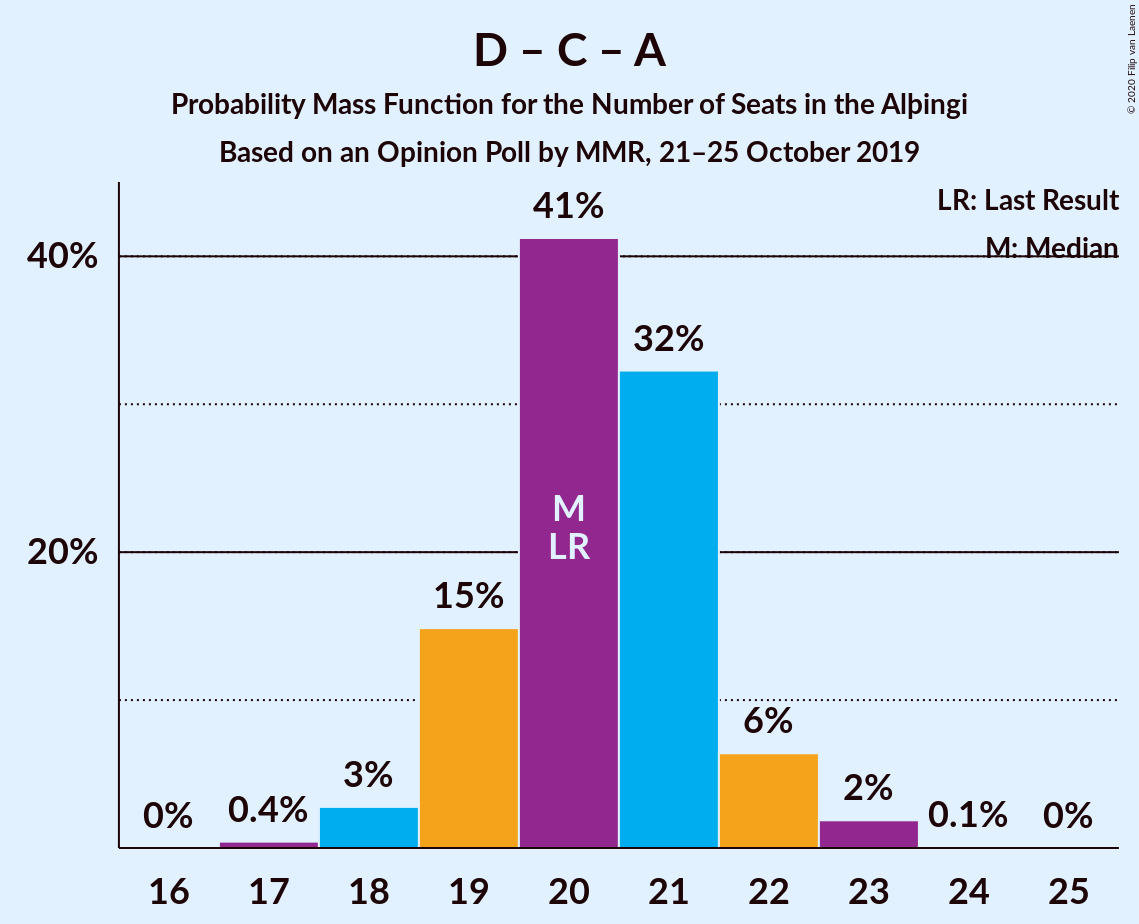 D – C – A
Probability Mass Function for the Number of Seats in the Alþingi
Based on an Opinion Poll by MMR, 21–25 October 2019
© 2020 Filip van Laenen
LR: Last Result
M: Median
40%
20%
0%
0.4%
3%
15%
41%
32%
6%
2%
0.1%
0%
M
LR
16 17 18 19 20 21 22 23 24 25